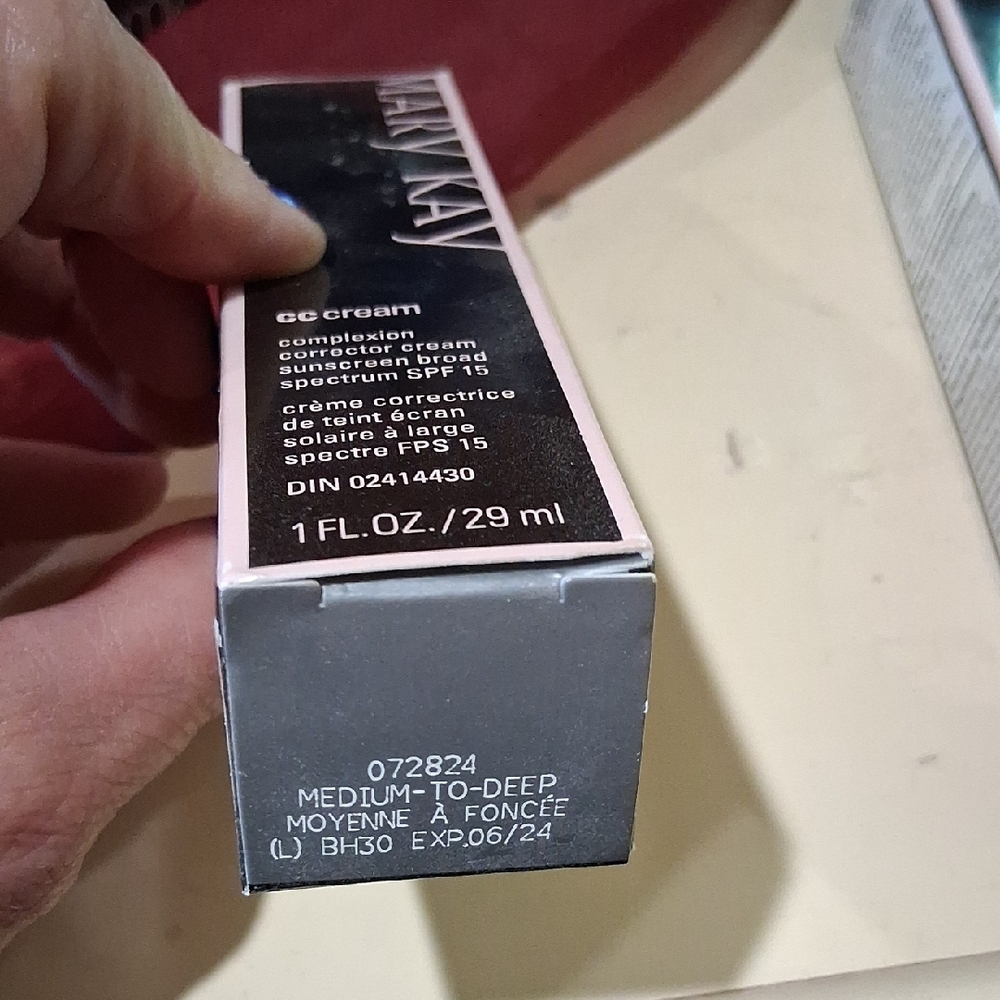 MARY KAY
cc cream
complexion
corrector cream
sunscreen broad
spectrum SPF 15
crème correctrice
de teint écran
solaire à large
spectre FPS 15
DIN 02414430
1 FL.OZ./29 ml
072824
MEDIUM-TO-DEEP
MOYENNE À FONCÉE
(L) BH30 EXP.06/24